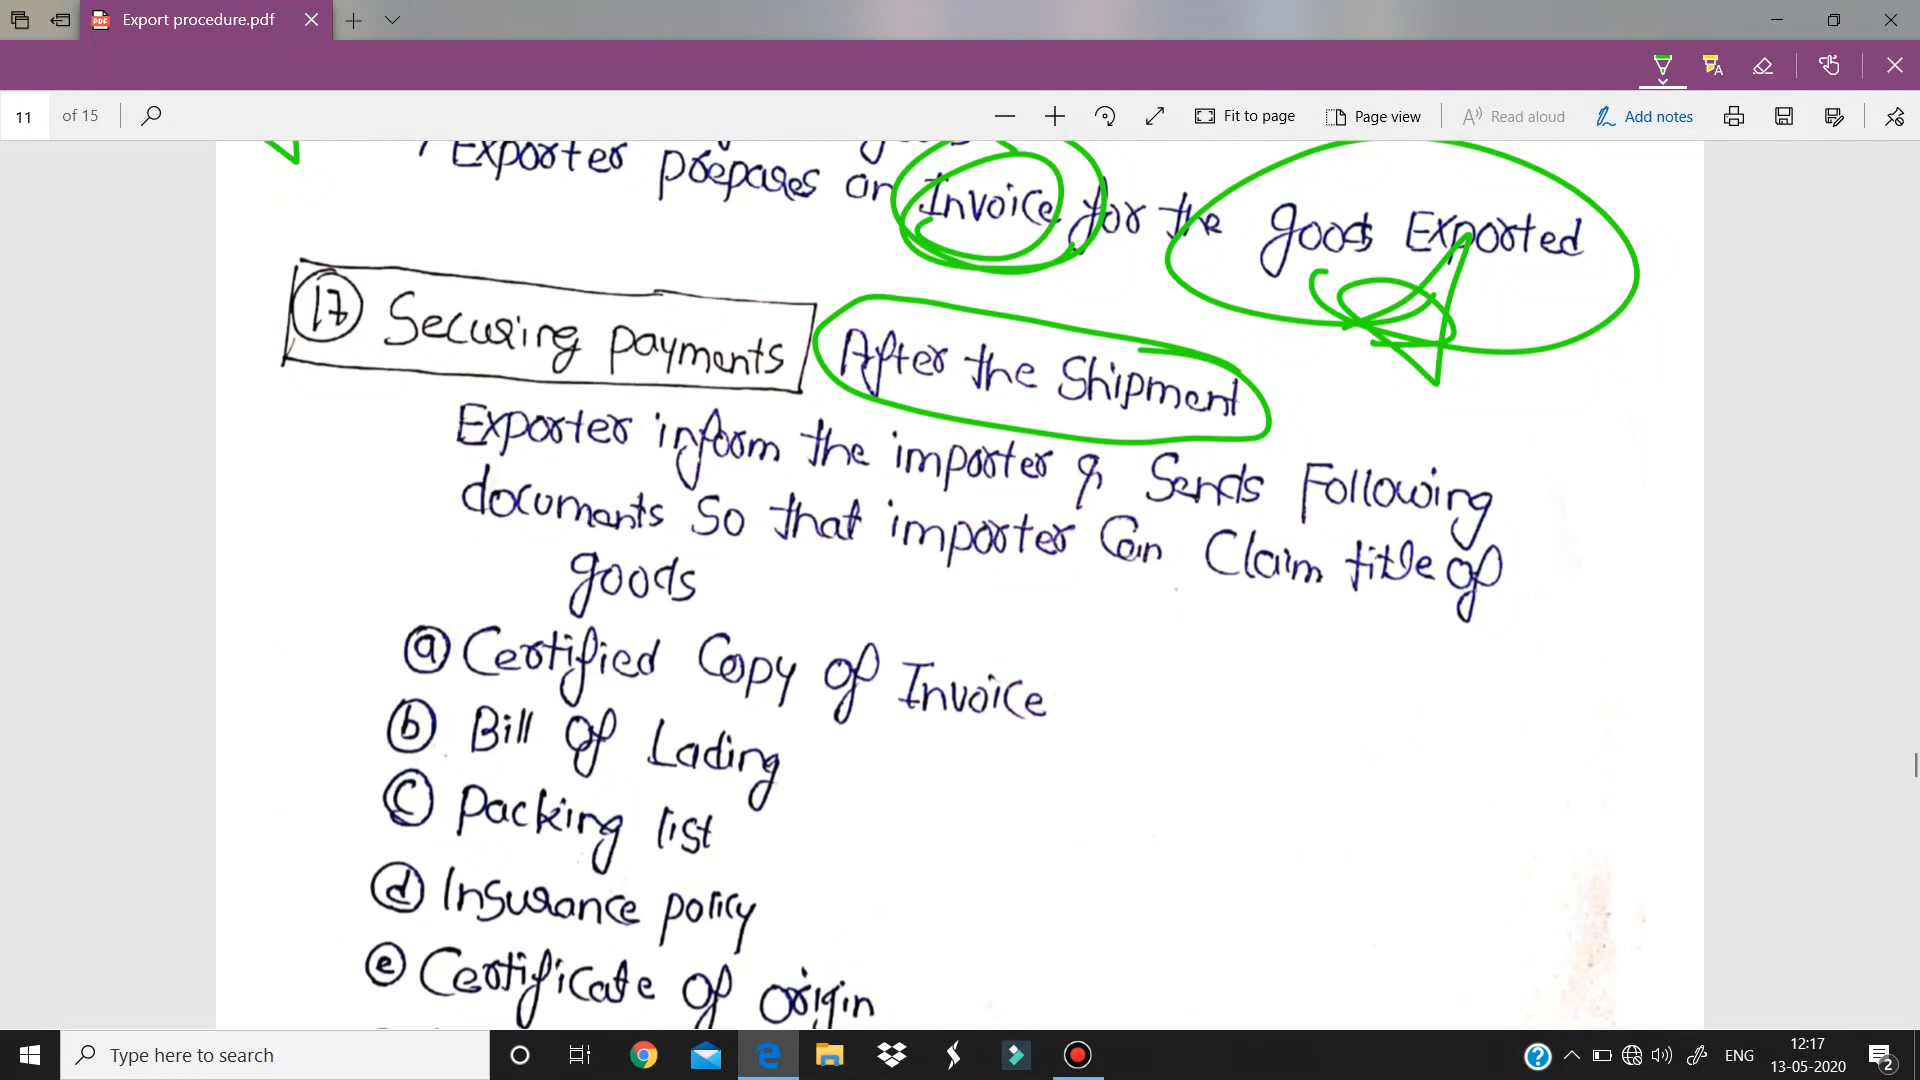 Export procedure.pdf
11 of 15
Fit to page
Page view
Read aloud
Add notes
Exporter prepares an Invoice for the goods Exported
17 Securing payments After the Shipment
Exporter inform the importer & Sends Following
documents So that importer Can Claim title of
goods
a Certified Copy of Invoice
b Bill of Lading
c Packing list
d Insurance policy
e Certificate of origin
Type here to search
ENG
12:17
13-05-2020
2